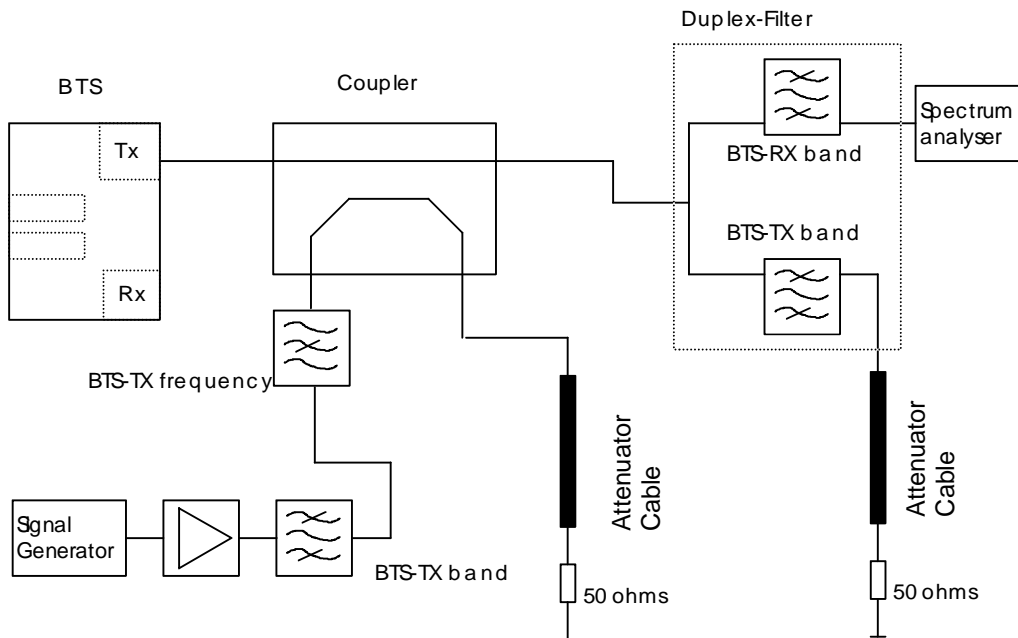 Duplex-Filter
BTS
Coupler
Tx
Rx
BTS-RX band
Spectrum
analyser
BTS-TX band
BTS-TX frequency
Signal
Generator
BTS-TX band
Attenuator
Cable
50 ohms
Attenuator
Cable
50 ohms